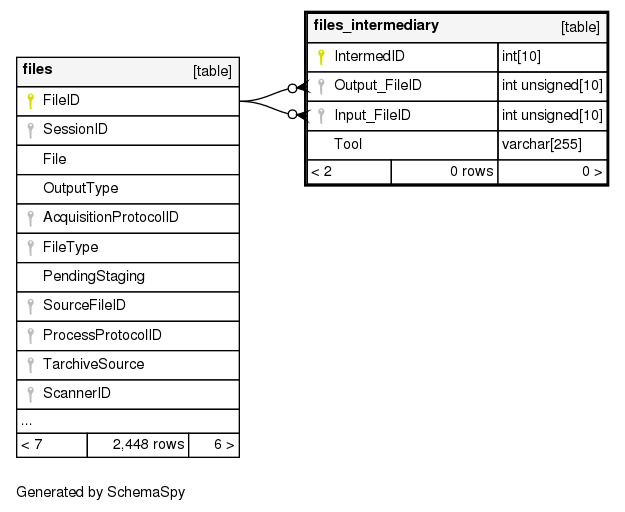 files_intermediary [table]
IntermedID int[10]
Output_FileID int unsigned[10]
Input_FileID int unsigned[10]
Tool varchar[255]
< 2 0 rows 0 >
files [table]
FileID
SessionID
File
OutputType
AcquisitionProtocolID
FileType
PendingStaging
SourceFileID
ProcessProtocolID
TarchiveSource
ScannerID
...
< 7 2,448 rows 6 >
Generated by SchemaSpy